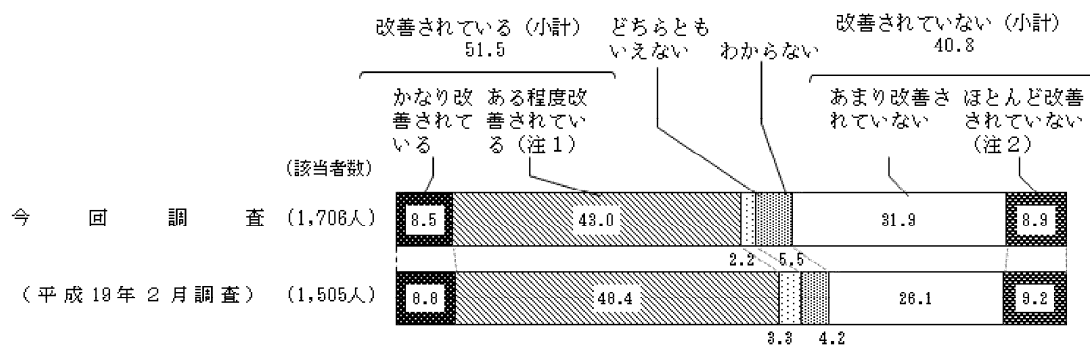 改善されている（小計）
51.5
どちらとも
いえない
わからない
改善されていない（小計）
40.8
かなり改
善されて
いる
ある程度改
善されてい
る（注１）
あまり改善さ
れていない
ほとんど改善
されていない
（注２）
（該当者数）
今回調査 （1,706人） 8.5 43.0 31.9 8.9
2.2 5.5
（平成19年２月調査） （1,505人） 26.1 9.2
3.3 4.2